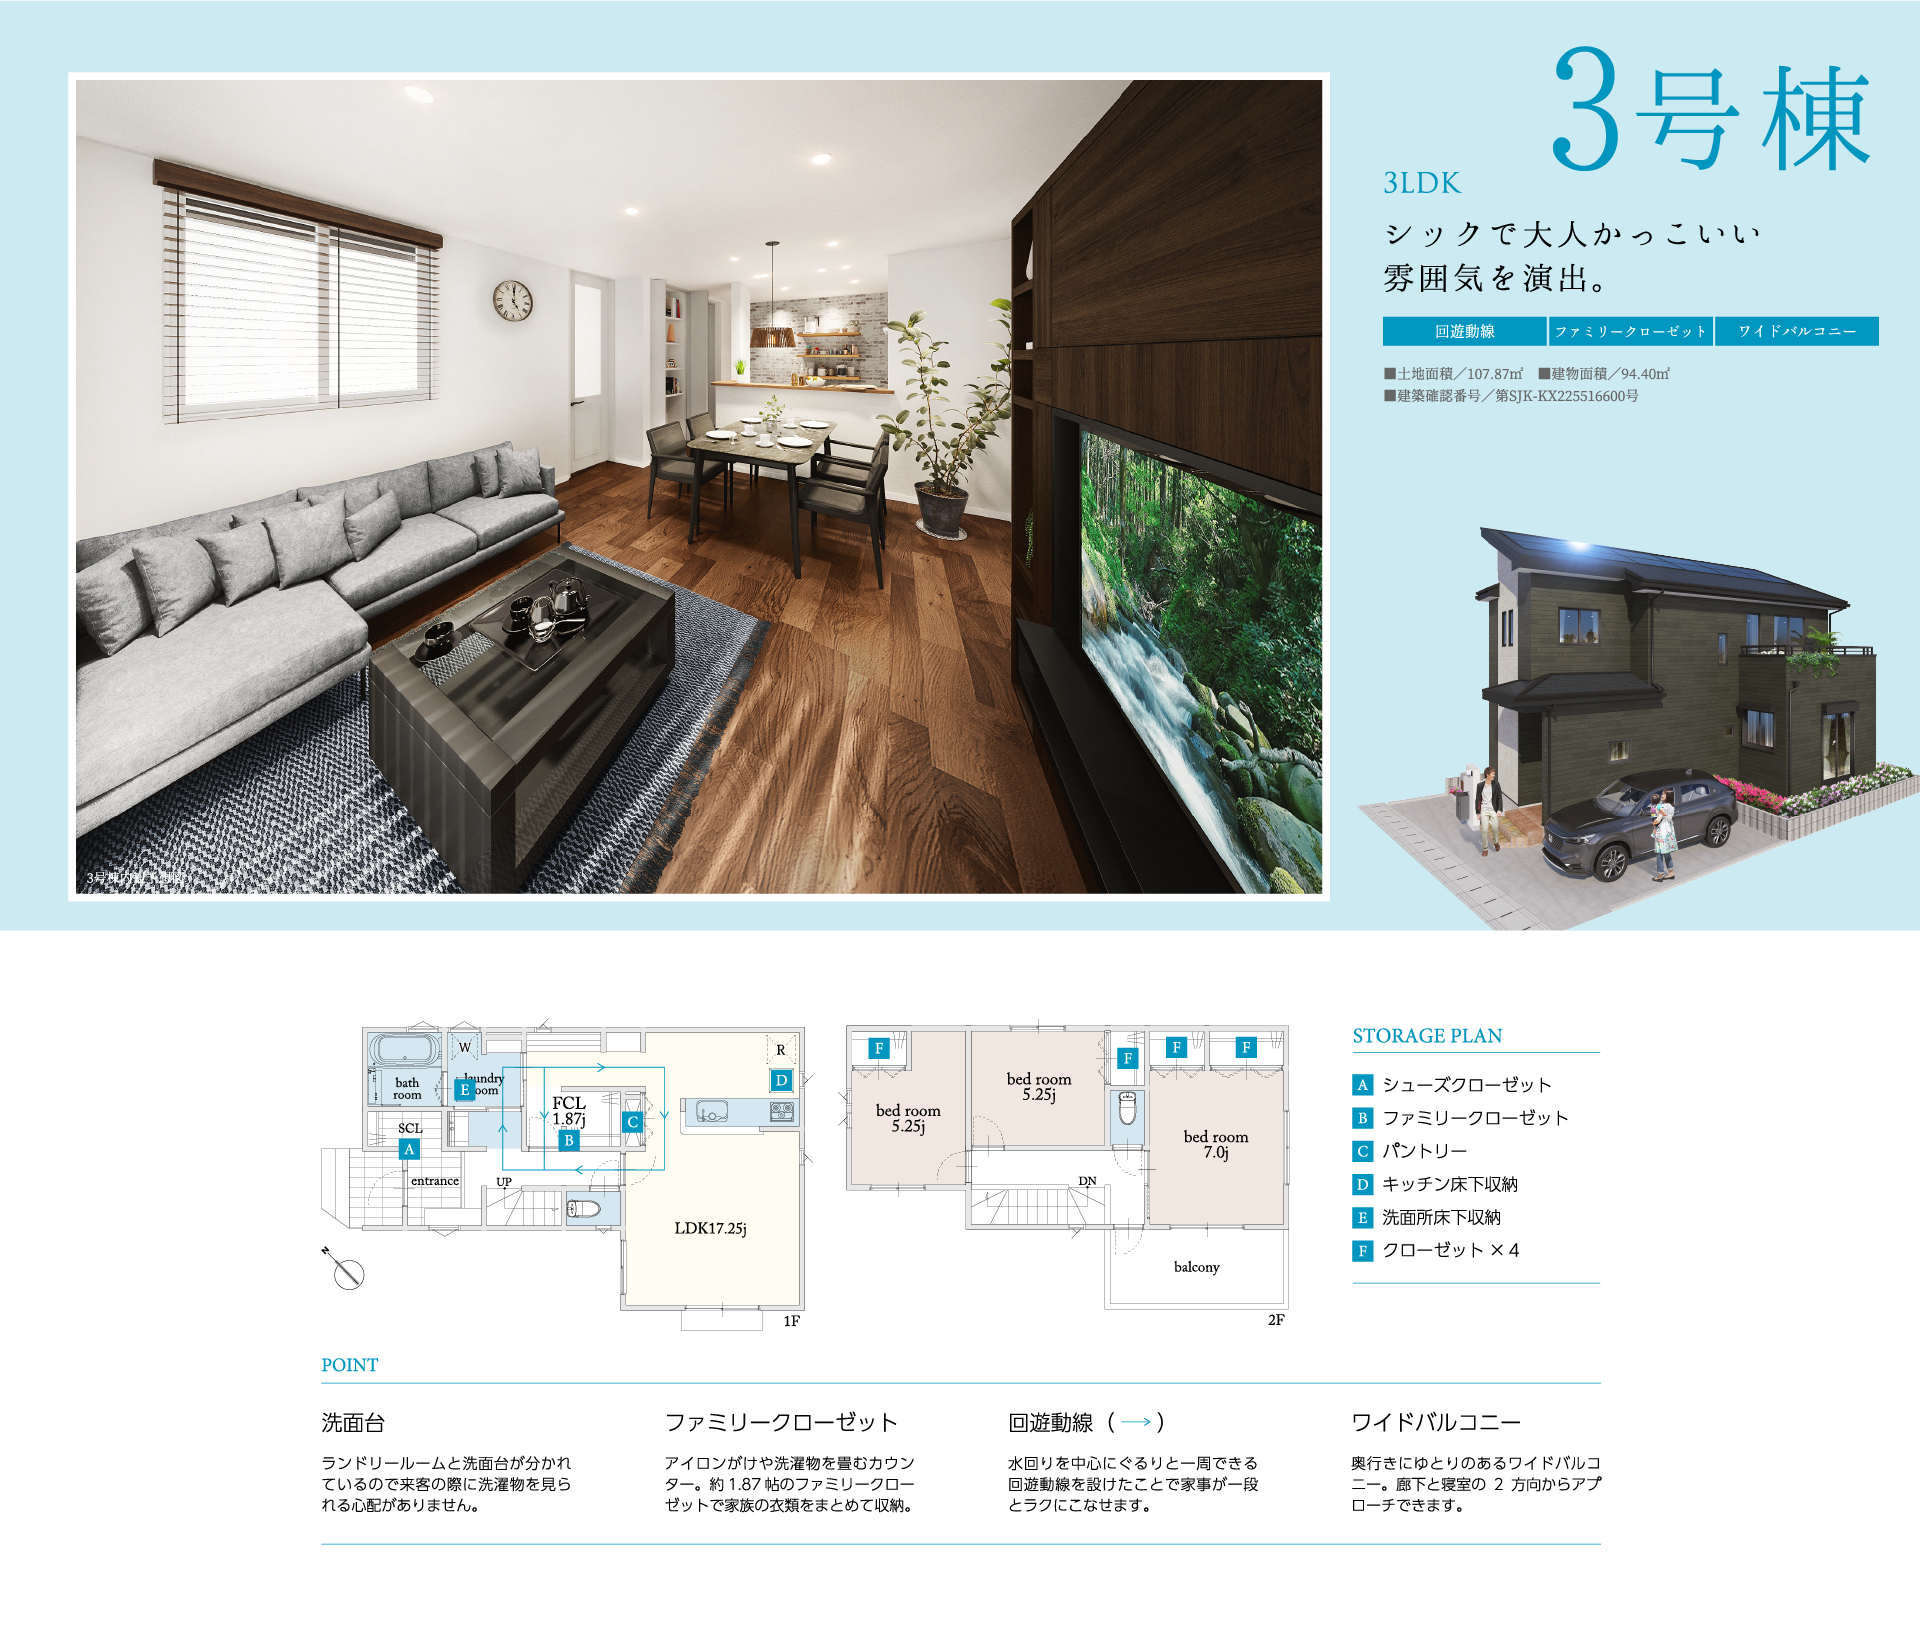 3号棟
3LDK
シックで大人かっこいい
雰囲気を演出。
回遊動線
ファミリークローゼット
ワイドバルコニー
■土地面積／107.87㎡　■建物面積／94.40㎡
■建築確認番号／第SJK-KX225516600号
bath
room
W
laundry
room
E
SCL
A
entrance
UP
FCL
1.87j
B
C
R
D
LDK17.25j
N
1F
F
bed room
5.25j
bed room
5.25j
F
F
F
bed room
7.0j
DN
balcony
2F
STORAGE PLAN
A シューズクローゼット
B ファミリークローゼット
C パントリー
D キッチン床下収納
E 洗面所床下収納
F クローゼット × 4
POINT
洗面台
ランドリールームと洗面台が分かれ
ているので来客の際に洗濯物を見ら
れる心配がありません。
ファミリークローゼット
アイロンがけや洗濯物を畳むカウン
ター。約 1.87 帖のファミリークロー
ゼットで家族の衣類をまとめて収納。
回遊動線（→）
水回りを中心にぐるりと一周できる
回遊動線を設けたことで家事が一段
とラクにこなせます。
ワイドバルコニー
奥行きにゆとりのあるワイドバルコ
ニー。廊下と寝室の 2 方向からアプ
ローチできます。